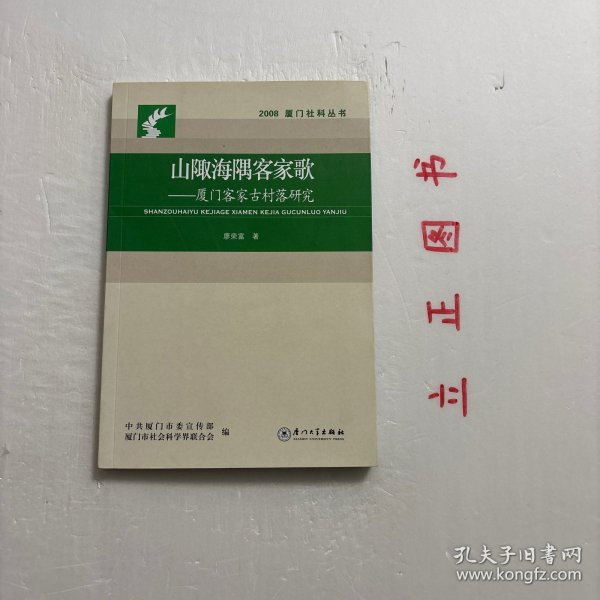 2008 厦门社科丛书
山陬海隅客家歌
——厦门客家古村落研究
SHANZOUHAIYU KEJIAGE XIAMEN KEJIA GUCUNLUO YANJIU
廖荣富 著
中共厦门市委宣传部
厦门市社会科学界联合会 编
厦门大学出版社
XIAMEN UNIVERSITY PRESS
立正图书
孔夫子旧书网
www.kongfz.com